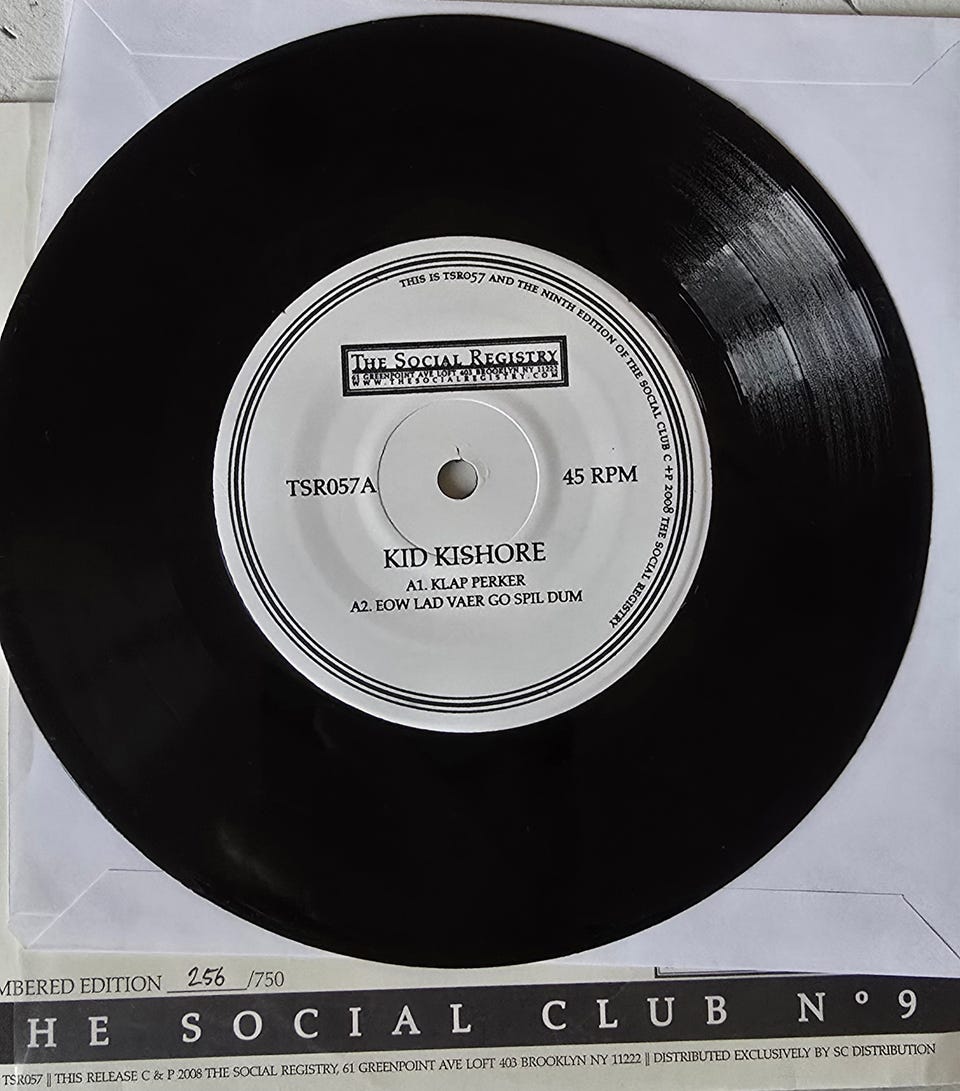 THIS IS TSR057 AND THE NINTH EDITION OF THE SOCIAL CLUB C +P 2008 THE SOCIAL REGISTRY
THE SOCIAL REGISTRY
61 GREENPOINT AVE LOFT 403 BROOKLYN NY 11222
WWW.THESOCIALREGISTRY.COM
TSR057A
45 RPM
KID KISHORE
A1. KLAP PERKER
A2. EOW LAD VAER GO SPIL DUM
MBERED EDITION 256 /750
HE SOCIAL CLUB Nº 9
TSR057 || THIS RELEASE C & P 2008 THE SOCIAL REGISTRY, 61 GREENPOINT AVE LOFT 403 BROOKLYN NY 11222 || DISTRIBUTED EXCLUSIVELY BY SC DISTRIBUTION